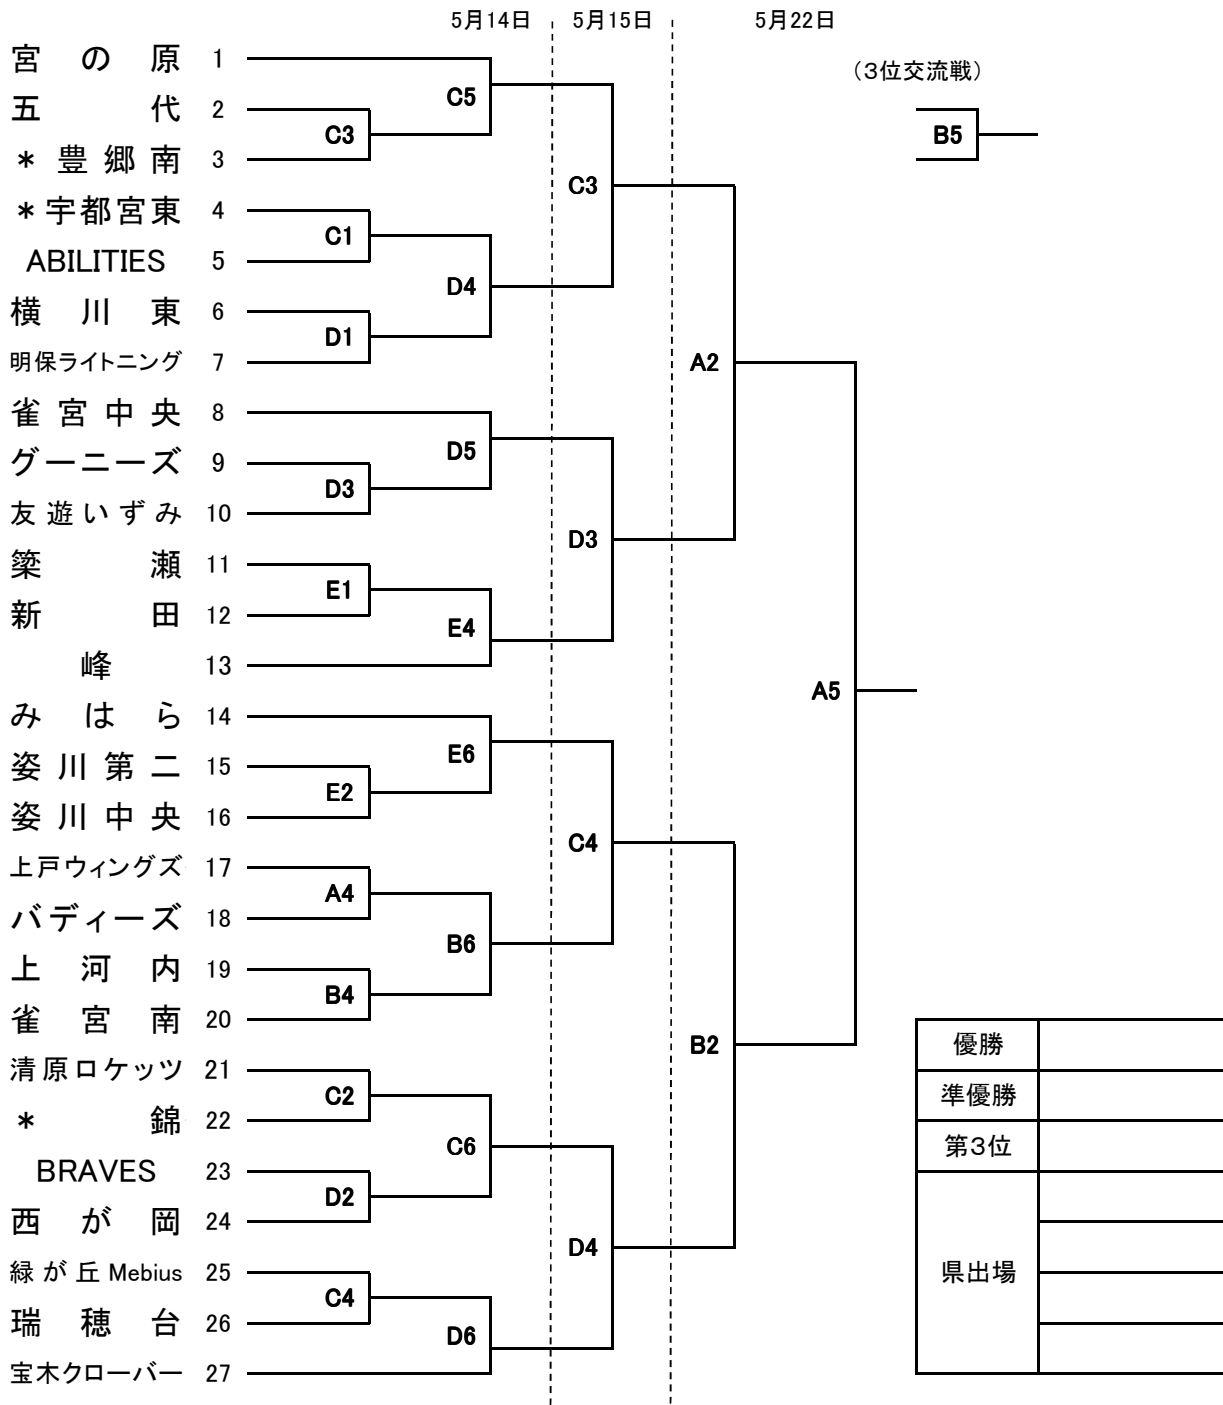 5月14日 5月15日 5月22日
(3位交流戦)
宮の原 1
五代 2
*豊郷南 3
*宇都宮東 4
ABILITIES 5
横川東 6
明保ライトニング 7
雀宮中央 8
グーニーズ 9
友遊いずみ 10
簗瀬 11
新田 12
峰 13
みはら 14
姿川第二 15
姿川中央 16
上戸ウィングズ 17
バディーズ 18
上河内 19
雀宮南 20
清原ロケッツ 21
*錦 22
BRAVES 23
西が岡 24
緑が丘Mebius 25
瑞穂台 26
宝木クローバー 27
C3
C1
D1
D3
E1
E2
A4
B4
C2
D2
C4
C5
D4
D5
E4
E6
B6
C6
D6
C3
D3
C4
D4
A2
B2
A5
B5
優勝
準優勝
第3位
県出場